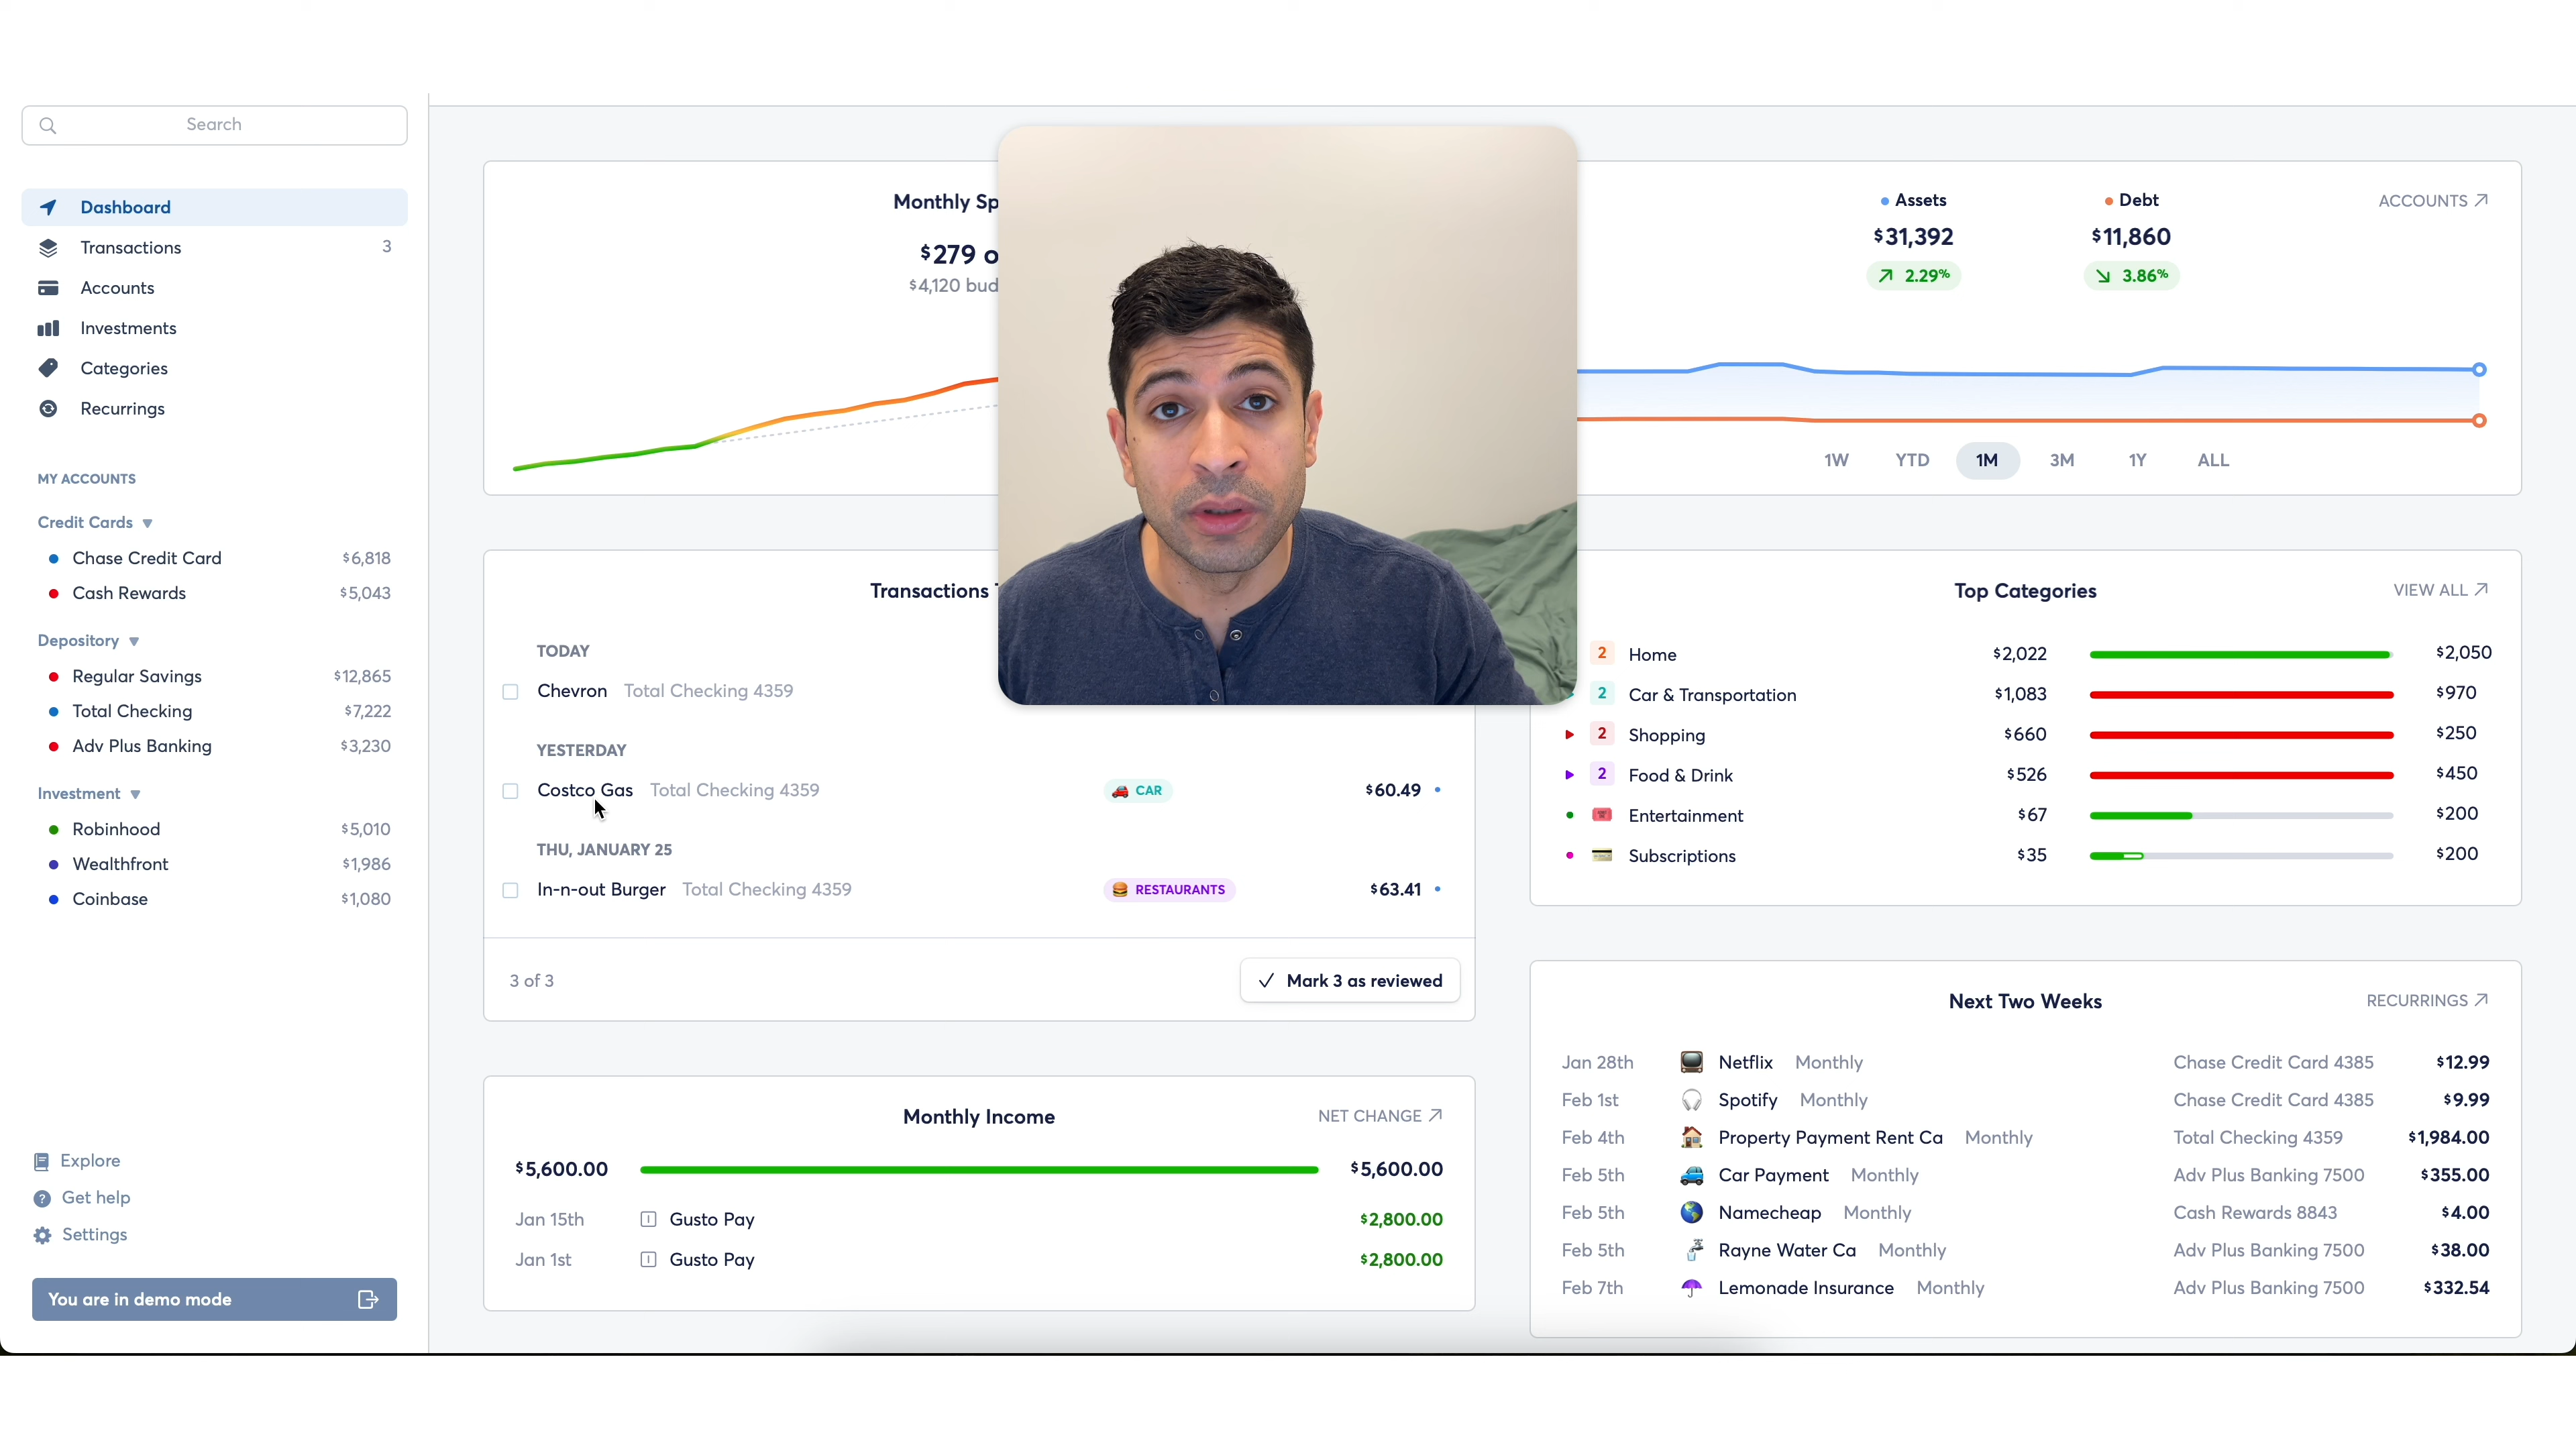 Search
Dashboard
Transactions 3
Accounts
Investments
Categories
Recurrings
MY ACCOUNTS
Credit Cards
Chase Credit Card $6,818
Cash Rewards $5,043
Depository
Regular Savings $12,865
Total Checking $7,222
Adv Plus Banking $3,230
Investment
Robinhood $5,010
Wealthfront $1,986
Coinbase $1,080
Explore
Get help
Settings
You are in demo mode
Monthly Sp
$279 o
$4,120 bud
Assets Debt ACCOUNTS
$31,392 $11,860
2.29% 3.86%
1W YTD 1M 3M 1Y ALL
Transactions
TODAY
Chevron Total Checking 4359
YESTERDAY
Costco Gas Total Checking 4359 CAR $60.49
THU, JANUARY 25
In-n-out Burger Total Checking 4359 RESTAURANTS $63.41
3 of 3 Mark 3 as reviewed
Top Categories VIEW ALL
2 Home $2,022 $2,050
2 Car & Transportation $1,083 $970
2 Shopping $660 $250
2 Food & Drink $526 $450
Entertainment $67 $200
Subscriptions $35 $200
Monthly Income NET CHANGE
$5,600.00 $5,600.00
Jan 15th Gusto Pay $2,800.00
Jan 1st Gusto Pay $2,800.00
Next Two Weeks RECURRINGS
Jan 28th Netflix Monthly Chase Credit Card 4385 $12.99
Feb 1st Spotify Monthly Chase Credit Card 4385 $9.99
Feb 4th Property Payment Rent Ca Monthly Total Checking 4359 $1,984.00
Feb 5th Car Payment Monthly Adv Plus Banking 7500 $355.00
Feb 5th Namecheap Monthly Cash Rewards 8843 $4.00
Feb 5th Rayne Water Ca Monthly Adv Plus Banking 7500 $38.00
Feb 7th Lemonade Insurance Monthly Adv Plus Banking 7500 $332.54